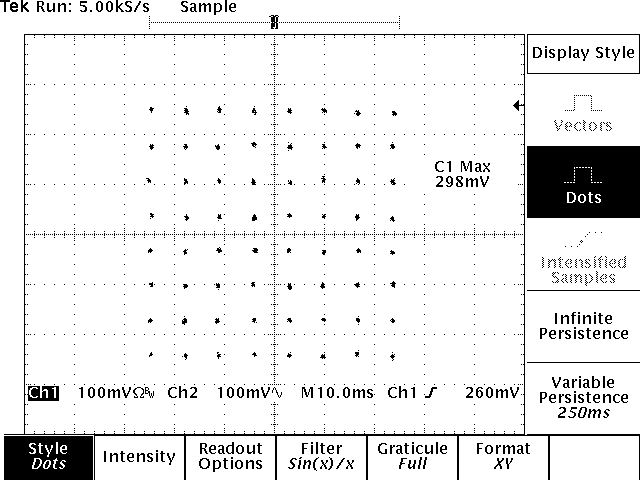 Tek Run: 5.00kS/s Sample
Display Style
Vectors
C1 Max
298mV
Dots
Intensified
Samples
Infinite
Persistence
Ch1 100mVΩBw Ch2 100mV∿ M10.0ms Ch1 ƒ 260mV
Variable
Persistence
250ms
Style
Dots
Intensity
Readout
Options
Filter
Sin(x)/x
Graticule
Full
Format
XY